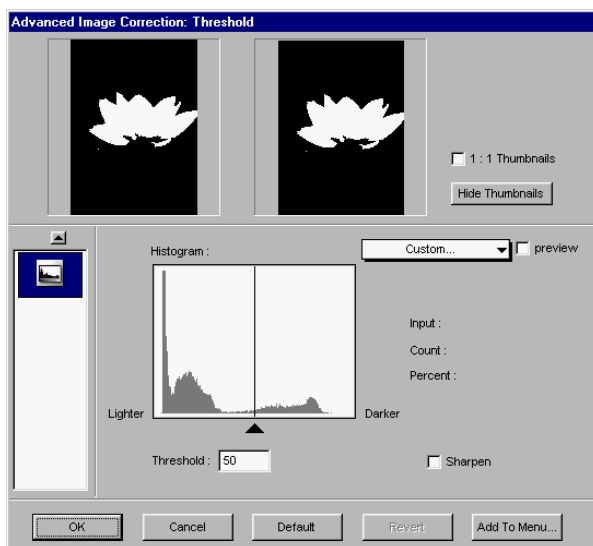 Advanced Image Correction: Threshold
1 : 1 Thumbnails
Hide Thumbnails
Histogram :
Custom...
preview
Input :
Count :
Percent :
Lighter
Darker
Threshold : 50
Sharpen
OK
Cancel
Default
Revert
Add To Menu...